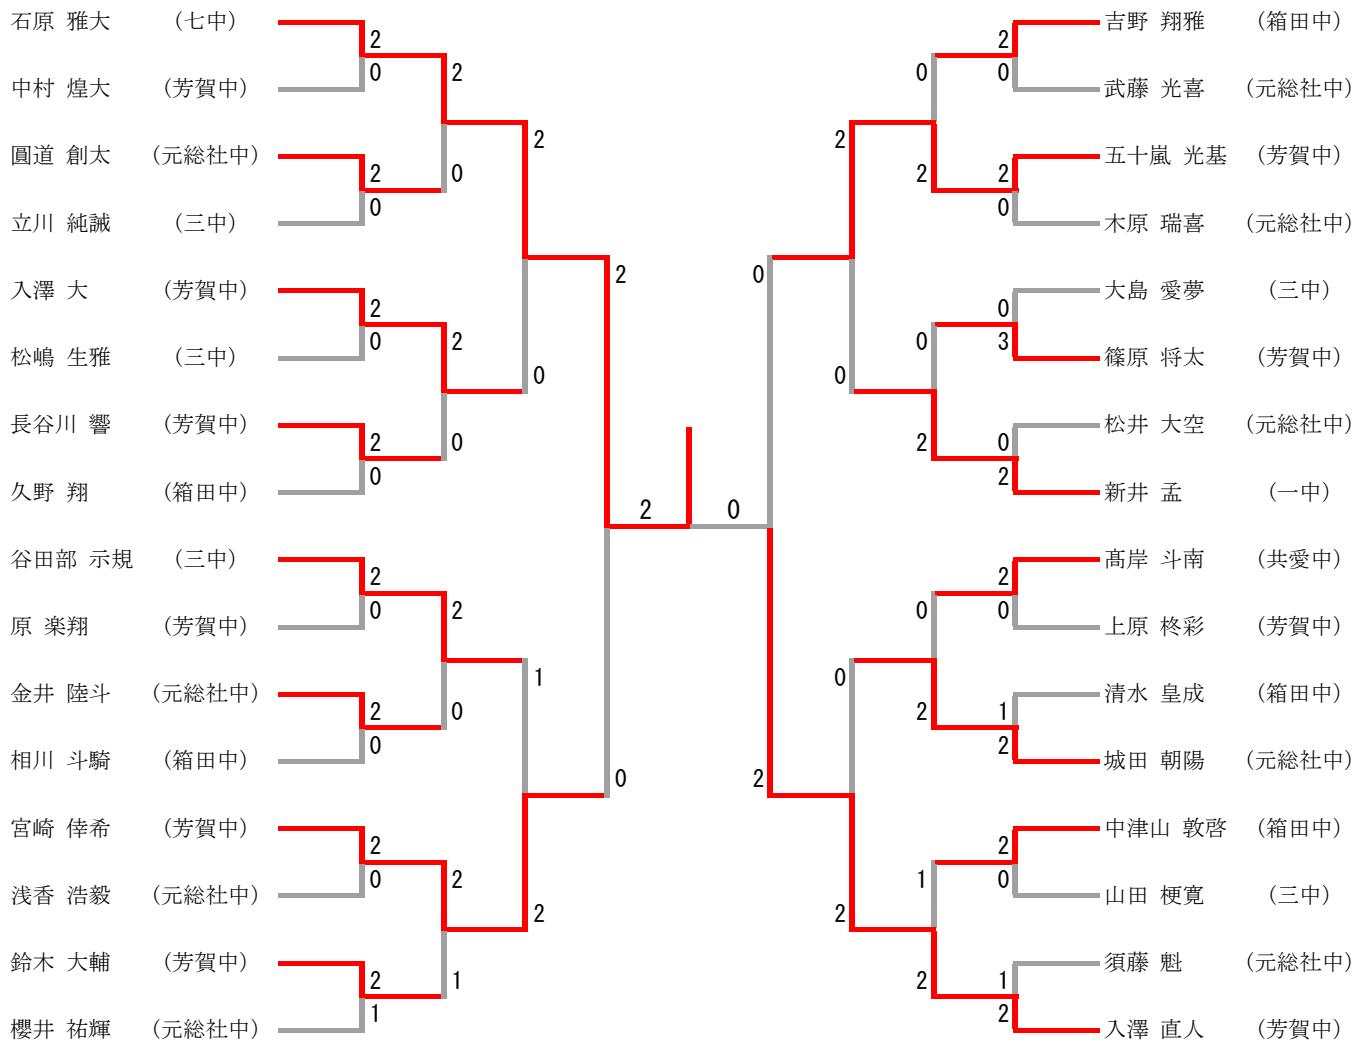 石原 雅大 （七中）
2
0
中村 煌大 （芳賀中）
2
圓道 創太 （元総社中）
2
0
立川 純誠 （三中）
0
2
入澤 大 （芳賀中）
2
0
松嶋 生雅 （三中）
2
長谷川 響 （芳賀中）
2
0
久野 翔 （箱田中）
0
0
2
谷田部 示規 （三中）
2
0
原 楽翔 （芳賀中）
2
金井 陸斗 （元総社中）
2
0
相川 斗騎 （箱田中）
0
1
宮崎 倖希 （芳賀中）
2
0
浅香 浩毅 （元総社中）
2
鈴木 大輔 （芳賀中）
2
1
櫻井 祐輝 （元総社中）
1
2
0
2
0
吉野 翔雅 （箱田中）
2
0
武藤 光喜 （元総社中）
0
五十嵐 光基 （芳賀中）
2
0
木原 瑞喜 （元総社中）
2
2
大島 愛夢 （三中）
0
3
篠原 将太 （芳賀中）
0
松井 大空 （元総社中）
0
2
新井 孟 （一中）
2
0
0
髙岸 斗南 （共愛中）
2
0
上原 柊彩 （芳賀中）
0
清水 皇成 （箱田中）
1
2
城田 朝陽 （元総社中）
2
0
中津山 敦啓 （箱田中）
2
0
山田 梗寛 （三中）
1
須藤 魁 （元総社中）
1
2
入澤 直人 （芳賀中）
2
2
2